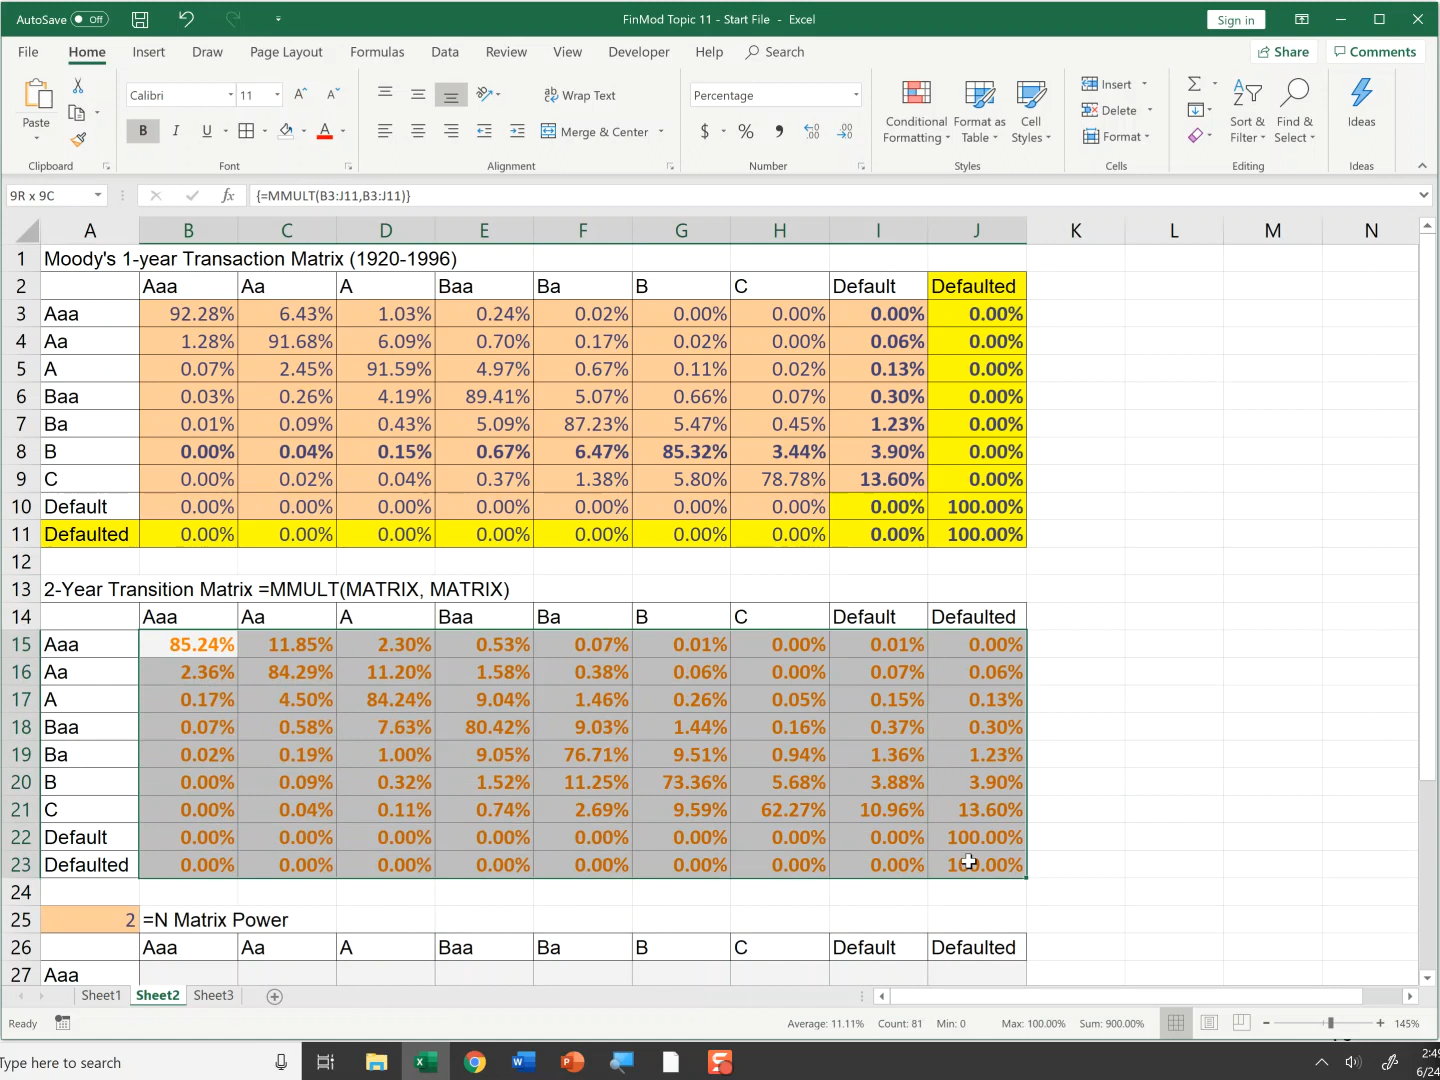 AutoSave Off FinMod Topic 11 - Start File - Excel Sign in
File Home Insert Draw Page Layout Formulas Data Review View Developer Help Search Share Comments
Paste Calibri 11 A A ab Wrap Text Percentage Conditional Formatting Format as Table Cell Styles Insert Sort & Filter Find & Select Ideas
B I U A Merge & Center $ % , Delete Format
Clipboard Font Alignment Number Styles Cells Editing Ideas
9R x 9C fx {=MMULT(B3:J11,B3:J11)}
A B C D E F G H I J K L M N
1 Moody's 1-year Transaction Matrix (1920-1996)
2 Aaa Aa A Baa Ba B C Default Defaulted
3 Aaa 92.28% 6.43% 1.03% 0.24% 0.02% 0.00% 0.00% 0.00% 0.00%
4 Aa 1.28% 91.68% 6.09% 0.70% 0.17% 0.02% 0.00% 0.06% 0.00%
5 A 0.07% 2.45% 91.59% 4.97% 0.67% 0.11% 0.02% 0.13% 0.00%
6 Baa 0.03% 0.26% 4.19% 89.41% 5.07% 0.66% 0.07% 0.30% 0.00%
7 Ba 0.01% 0.09% 0.43% 5.09% 87.23% 5.47% 0.45% 1.23% 0.00%
8 B 0.00% 0.04% 0.15% 0.67% 6.47% 85.32% 3.44% 3.90% 0.00%
9 C 0.00% 0.02% 0.04% 0.37% 1.38% 5.80% 78.78% 13.60% 0.00%
10 Default 0.00% 0.00% 0.00% 0.00% 0.00% 0.00% 0.00% 0.00% 100.00%
11 Defaulted 0.00% 0.00% 0.00% 0.00% 0.00% 0.00% 0.00% 0.00% 100.00%
12
13 2-Year Transition Matrix =MMULT(MATRIX, MATRIX)
14 Aaa Aa A Baa Ba B C Default Defaulted
15 Aaa 85.24% 11.85% 2.30% 0.53% 0.07% 0.01% 0.00% 0.01% 0.00%
16 Aa 2.36% 84.29% 11.20% 1.58% 0.38% 0.06% 0.00% 0.07% 0.06%
17 A 0.17% 4.50% 84.24% 9.04% 1.46% 0.26% 0.05% 0.15% 0.13%
18 Baa 0.07% 0.58% 7.63% 80.42% 9.03% 1.44% 0.16% 0.37% 0.30%
19 Ba 0.02% 0.19% 1.00% 9.05% 76.71% 9.51% 0.94% 1.36% 1.23%
20 B 0.00% 0.09% 0.32% 1.52% 11.25% 73.36% 5.68% 3.88% 3.90%
21 C 0.00% 0.04% 0.11% 0.74% 2.69% 9.59% 62.27% 10.96% 13.60%
22 Default 0.00% 0.00% 0.00% 0.00% 0.00% 0.00% 0.00% 0.00% 100.00%
23 Defaulted 0.00% 0.00% 0.00% 0.00% 0.00% 0.00% 0.00% 0.00%
24
25 2 =N Matrix Power
26 Aaa Aa A Baa Ba B C Default Defaulted
27 Aaa
Sheet1 Sheet2 Sheet3
Ready Average: 11.11% Count: 81 Min: 0 Max: 100.00% Sum: 900.00% 145%
Type here to search